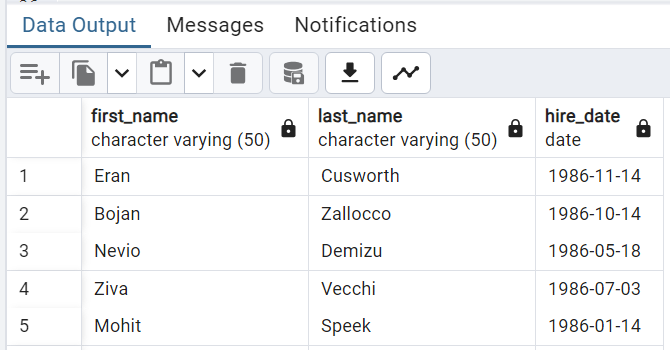 Data Output Messages Notifications
first_name last_name hire_date
character varying (50) character varying (50) date
1 Eran Cusworth 1986-11-14
2 Bojan Zallocco 1986-10-14
3 Nevio Demizu 1986-05-18
4 Ziva Vecchi 1986-07-03
5 Mohit Speek 1986-01-14